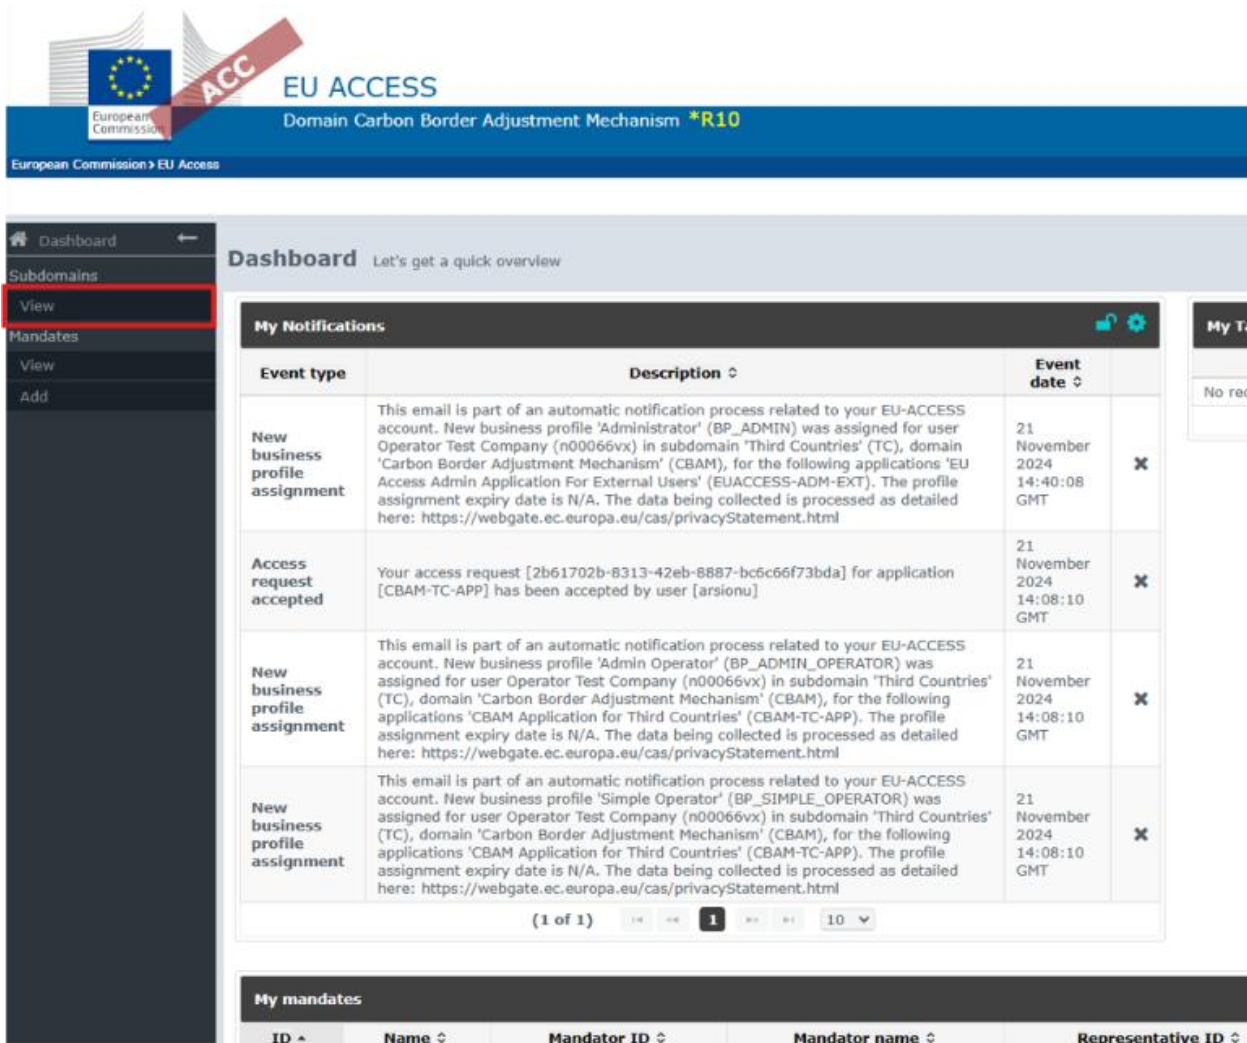 ACC
European
Commission
EU ACCESS
Domain Carbon Border Adjustment Mechanism *R10
European Commission > EU Access
Dashboard
Subdomains
View
Mandates
View
Add
Dashboard Let's get a quick overview
My Notifications
Event type Description Event
date
New
business
profile
assignment
This email is part of an automatic notification process related to your EU-ACCESS
account. New business profile 'Administrator' (BP_ADMIN) was assigned for user
Operator Test Company (n00066vx) in subdomain 'Third Countries' (TC), domain
'Carbon Border Adjustment Mechanism' (CBAM), for the following applications 'EU
Access Admin Application For External Users' (EUACCESS-ADM-EXT). The profile
assignment expiry date is N/A. The data being collected is processed as detailed
here: https://webgate.ec.europa.eu/cas/privacyStatement.html
21
November
2024
14:40:08
GMT
Access
request
accepted
Your access request [2b61702b-8313-42eb-8887-bc6c66f73bda] for application
[CBAM-TC-APP] has been accepted by user [arsionu]
21
November
2024
14:08:10
GMT
New
business
profile
assignment
This email is part of an automatic notification process related to your EU-ACCESS
account. New business profile 'Admin Operator' (BP_ADMIN_OPERATOR) was
assigned for user Operator Test Company (n00066vx) in subdomain 'Third Countries'
(TC), domain 'Carbon Border Adjustment Mechanism' (CBAM), for the following
applications 'CBAM Application for Third Countries' (CBAM-TC-APP). The profile
assignment expiry date is N/A. The data being collected is processed as detailed
here: https://webgate.ec.europa.eu/cas/privacyStatement.html
21
November
2024
14:08:10
GMT
New
business
profile
assignment
This email is part of an automatic notification process related to your EU-ACCESS
account. New business profile 'Simple Operator' (BP_SIMPLE_OPERATOR) was
assigned for user Operator Test Company (n00066vx) in subdomain 'Third Countries'
(TC), domain 'Carbon Border Adjustment Mechanism' (CBAM), for the following
applications 'CBAM Application for Third Countries' (CBAM-TC-APP). The profile
assignment expiry date is N/A. The data being collected is processed as detailed
here: https://webgate.ec.europa.eu/cas/privacyStatement.html
21
November
2024
14:08:10
GMT
(1 of 1) 1 10
My
No
My mandates
ID Name Mandator ID Mandator name Representative ID